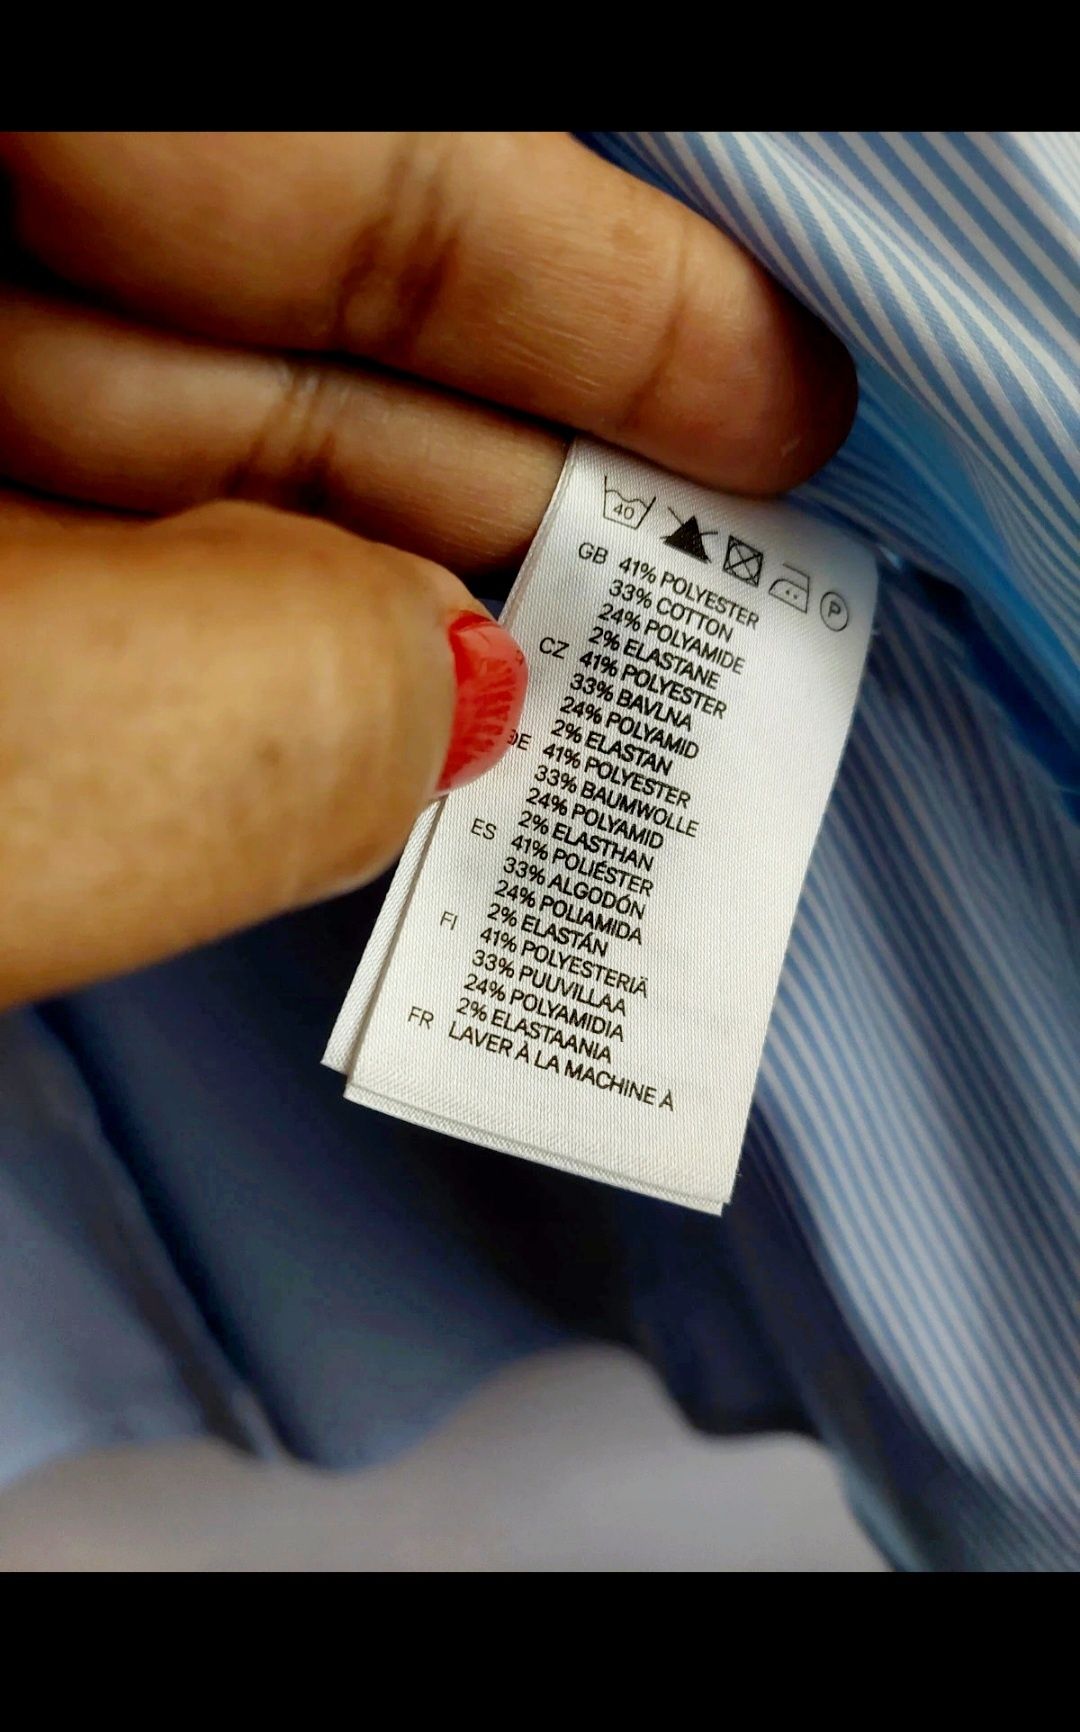 40
P
GB 41% POLYESTER
33% COTTON
24% POLYAMIDE
2% ELASTANE
CZ 41% POLYESTER
33% BAVLNA
24% POLYAMID
2% ELASTAN
DE 41% POLYESTER
33% BAUMWOLLE
24% POLYAMID
2% ELASTHAN
ES 41% POLIÉSTER
33% ALGODÓN
24% POLIAMIDA
2% ELASTÁN
FI 41% POLYESTERIÄ
33% PUUVILLAA
24% POLYAMIDIA
2% ELASTAANIA
FR LAVER À LA MACHINE À